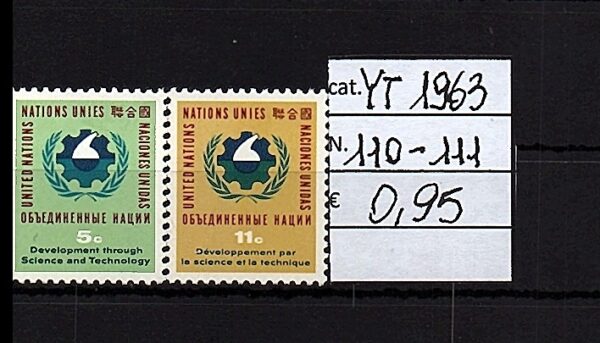 NATIONS UNIES 聯合國
UNITED NATIONS
NACIONES UNIDAS
ОБЪЕДИНЕННЫЕ НАЦИИ
5c
Development through
Science and Technology
NATIONS UNIES 聯合國
UNITED NATIONS
NACIONES UNIDAS
ОБЪЕДИНЕННЫЕ НАЦИИ
11c
Développement par
la science et la technique
cat. YT 1963
N. 110-111
€ 0,95